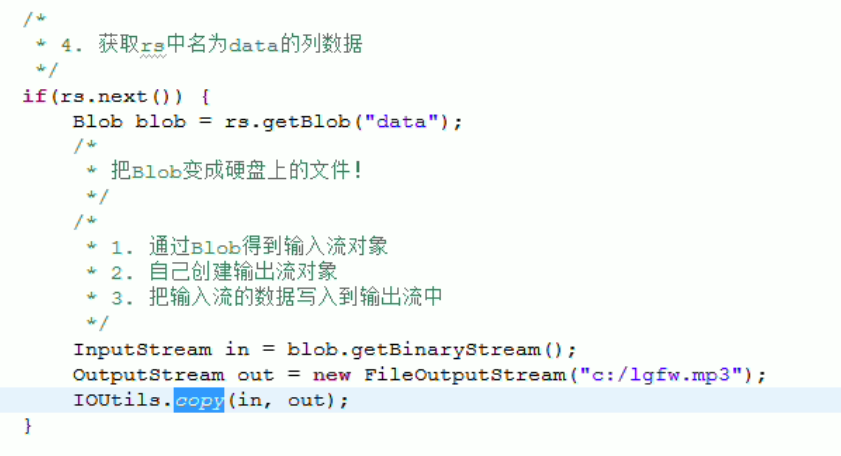 /*
 * 4. 获取rs中名为data的列数据
 */
if(rs.next()) {
    Blob blob = rs.getBlob("data");
    /*
     * 把Blob变成硬盘上的文件!
     */
    /*
     * 1. 通过Blob得到输入流对象
     * 2. 自己创建输出流对象
     * 3. 把输入流的数据写入到输出流中
     */
    InputStream in = blob.getBinaryStream();
    OutputStream out = new FileOutputStream("c:/lgfw.mp3");
    IOUtils.copy(in, out);
}